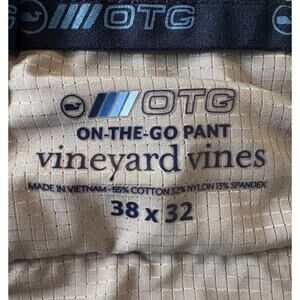 OTG
OTG
ON-THE-GO PANT
vineyard vines
MADE IN VIETNAM - 55% COTTON 32% NYLON 13% SPANDEX
38 x 32